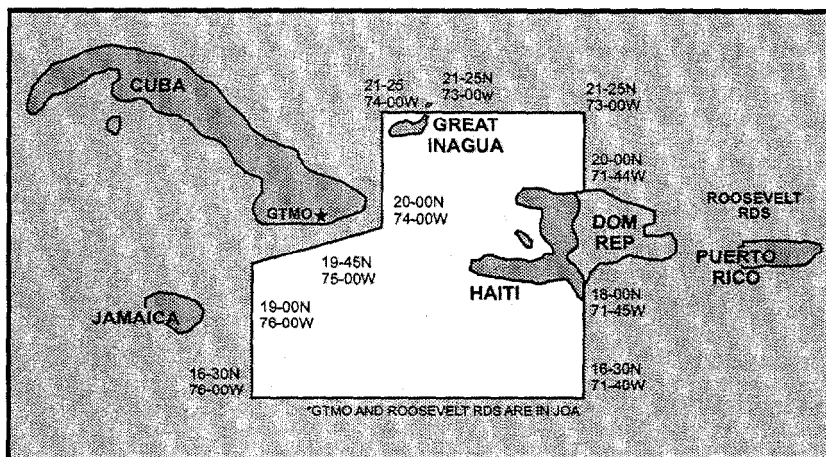 CUBA
21-25
74-00W
21-25N
73-00W
21-25N
73-00W
GREAT
INAGUA
20-00N
71-44W
GTMO
20-00N
74-00W
DOM
REP
ROOSEVELT
RDS
PUERTO
RICO
19-45N
75-00W
HAITI
18-00N
71-45W
JAMAICA
19-00N
76-00W
16-30N
76-00W
16-30N
71-40W
*GTMO AND ROOSEVELT RDS ARE IN JOA